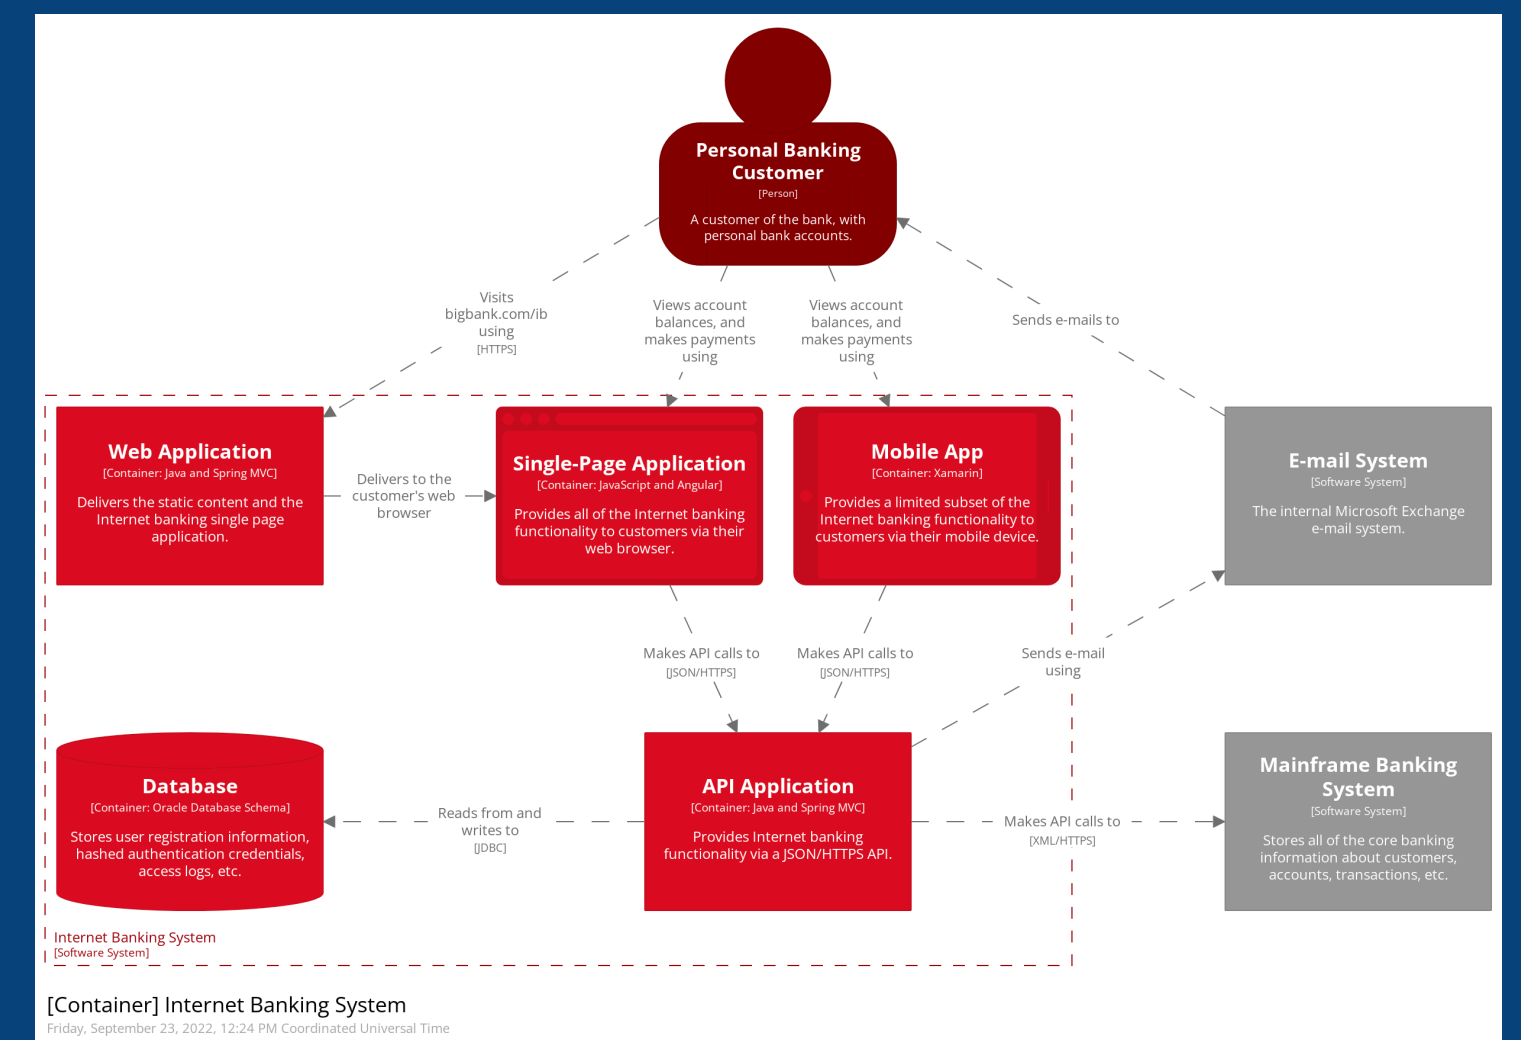 Personal Banking
Customer
[Person]
A customer of the bank, with
personal bank accounts.
Visits
bigbank.com/ib
using
[HTTPS]
Views account
balances, and
makes payments
using
Views account
balances, and
makes payments
using
Sends e-mails to
Web Application
[Container: Java and Spring MVC]
Delivers the static content and the
Internet banking single page
application.
Delivers to the
customer's web
browser
Single-Page Application
[Container: JavaScript and Angular]
Provides all of the Internet banking
functionality to customers via their
web browser.
Mobile App
[Container: Xamarin]
Provides a limited subset of the
Internet banking functionality to
customers via their mobile device.
E-mail System
[Software System]
The internal Microsoft Exchange
e-mail system.
Makes API calls to
[JSON/HTTPS]
Makes API calls to
[JSON/HTTPS]
Sends e-mail
using
Database
[Container: Oracle Database Schema]
Stores user registration information,
hashed authentication credentials,
access logs, etc.
Reads from and
writes to
[JDBC]
API Application
[Container: Java and Spring MVC]
Provides Internet banking
functionality via a JSON/HTTPS API.
Makes API calls to
[XML/HTTPS]
Mainframe Banking
System
[Software System]
Stores all of the core banking
information about customers,
accounts, transactions, etc.
Internet Banking System
[Software System]
[Container] Internet Banking System
Friday, September 23, 2022, 12:24 PM Coordinated Universal Time